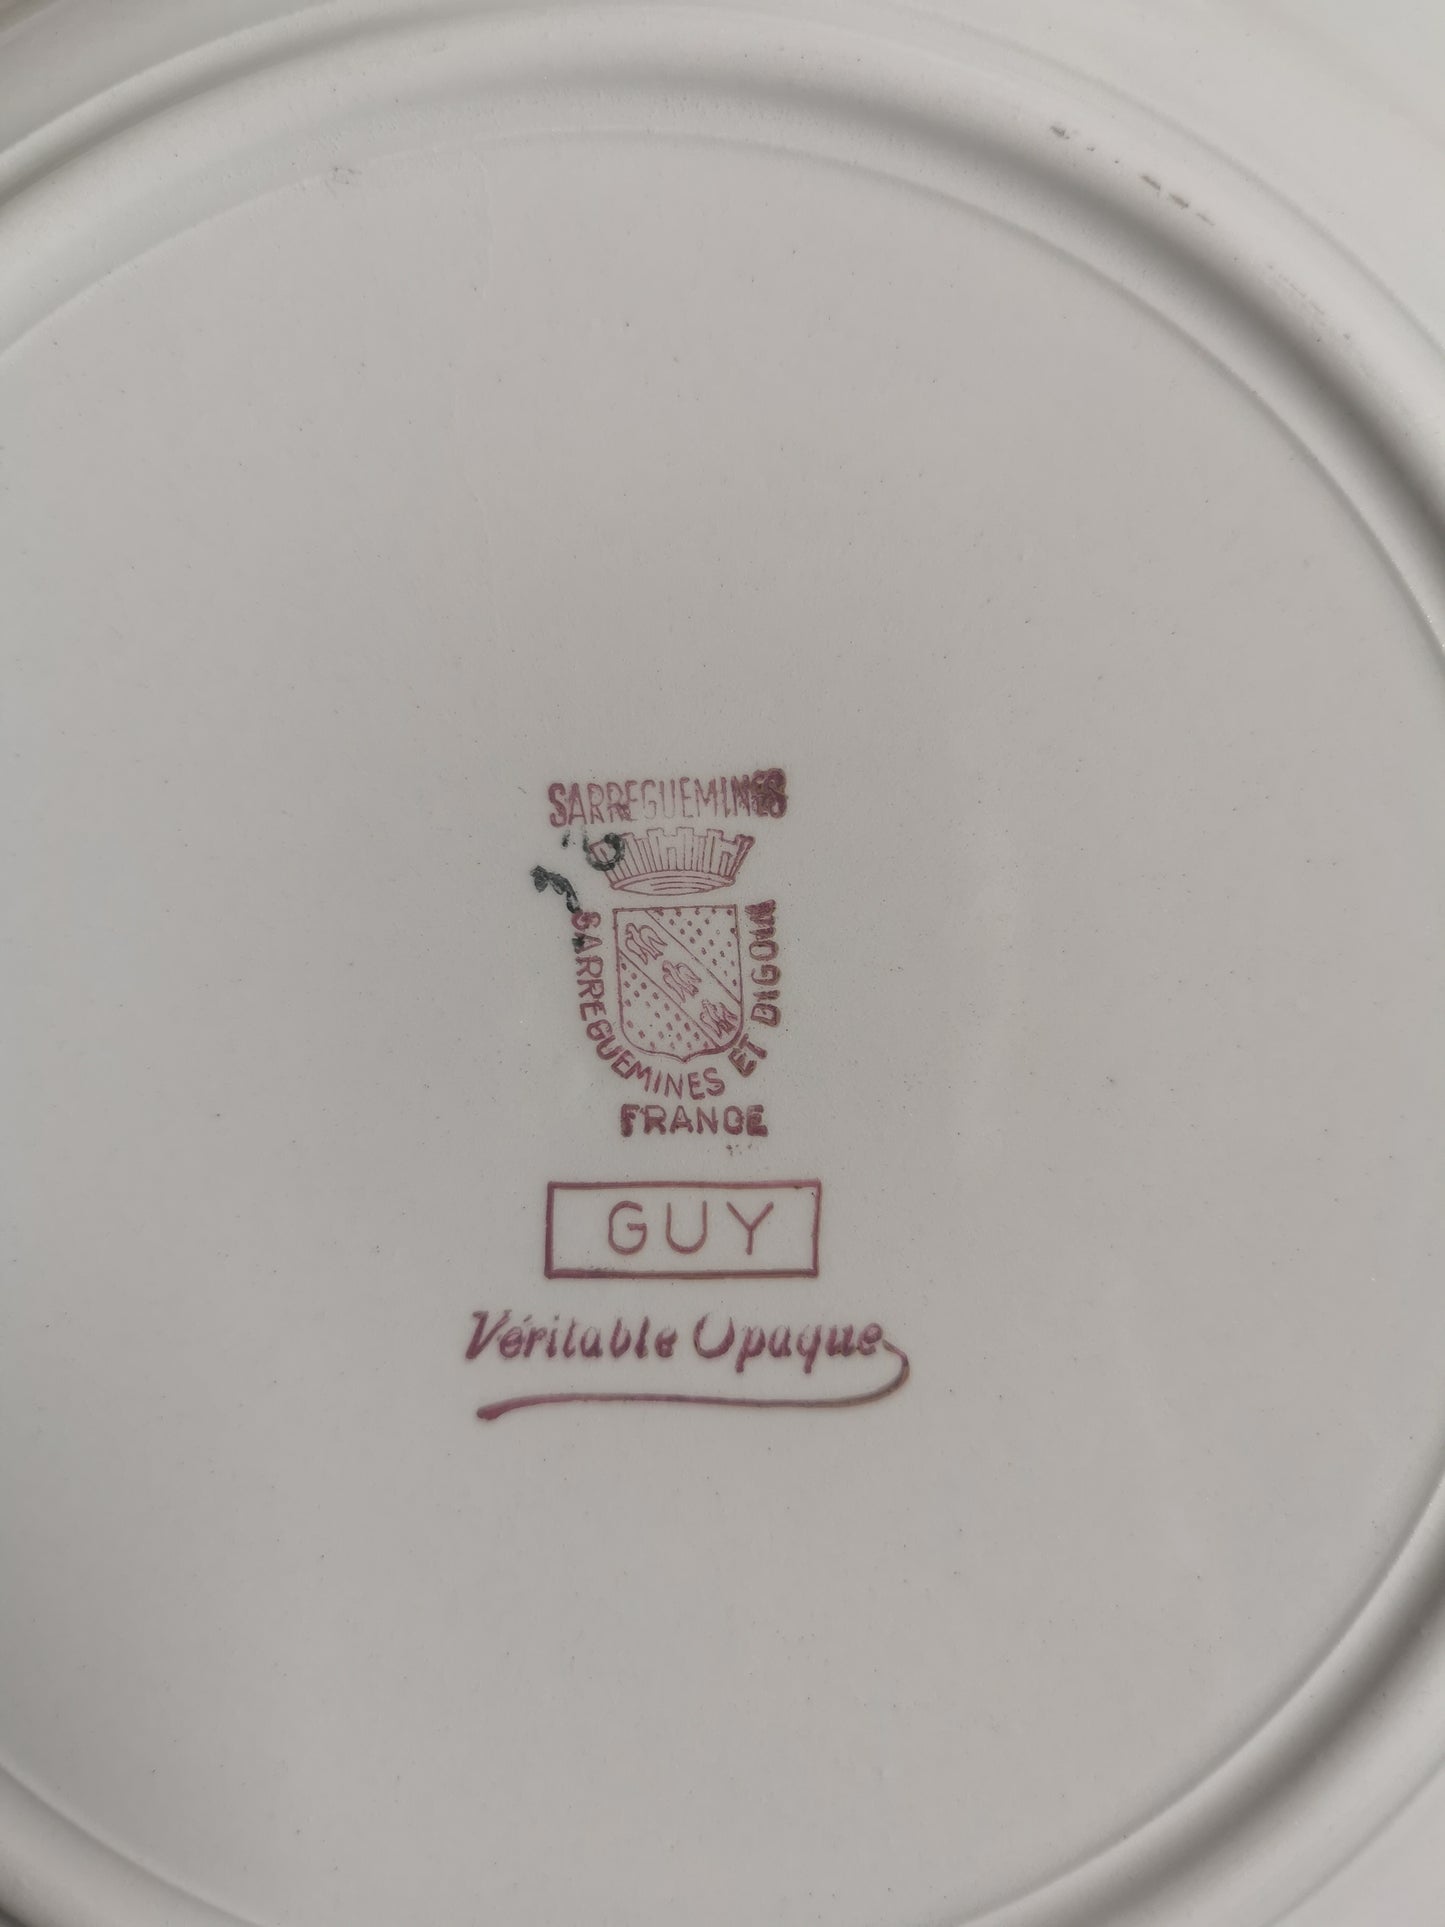 SARREGUEMINES
SARREGUEMINES ET DIGOIN
FRANCE
GUY
Véritable Opaque